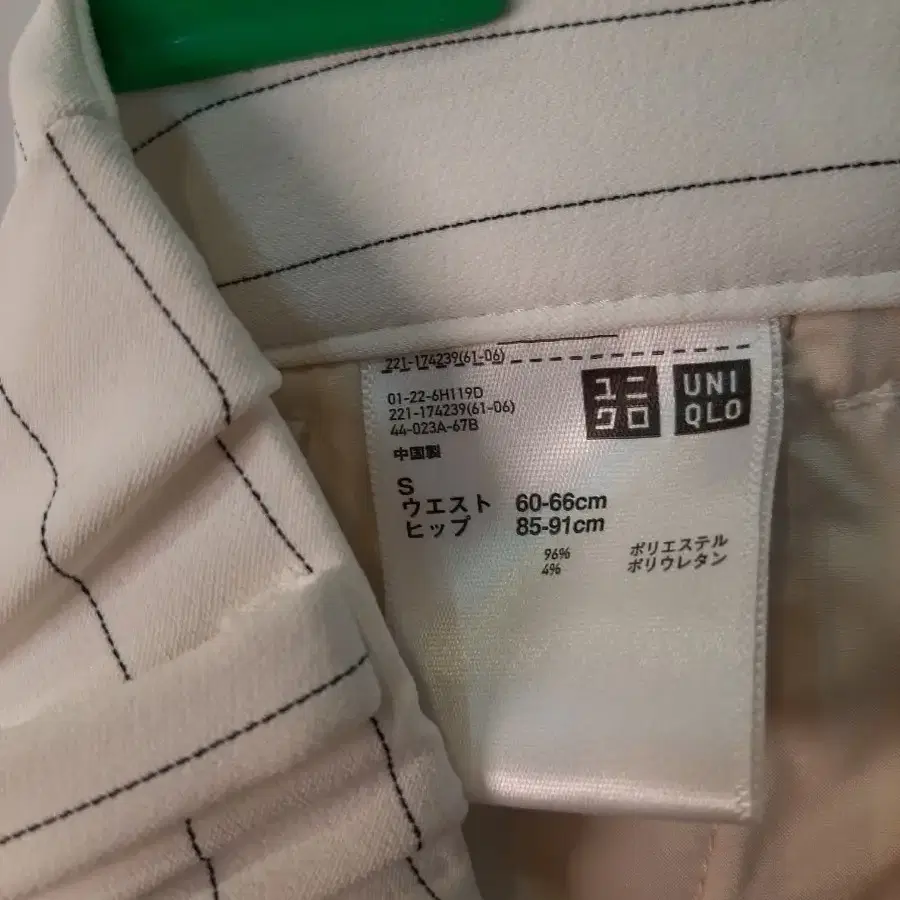 221-174239(61-06)
01-22-6H119D
221-174239(61-06)
44-023A-67B
中国製
ユニ
クロ
UNI
QLO
S
ウエスト 60-66cm
ヒップ 85-91cm
96% ポリエステル
4% ポリウレタン